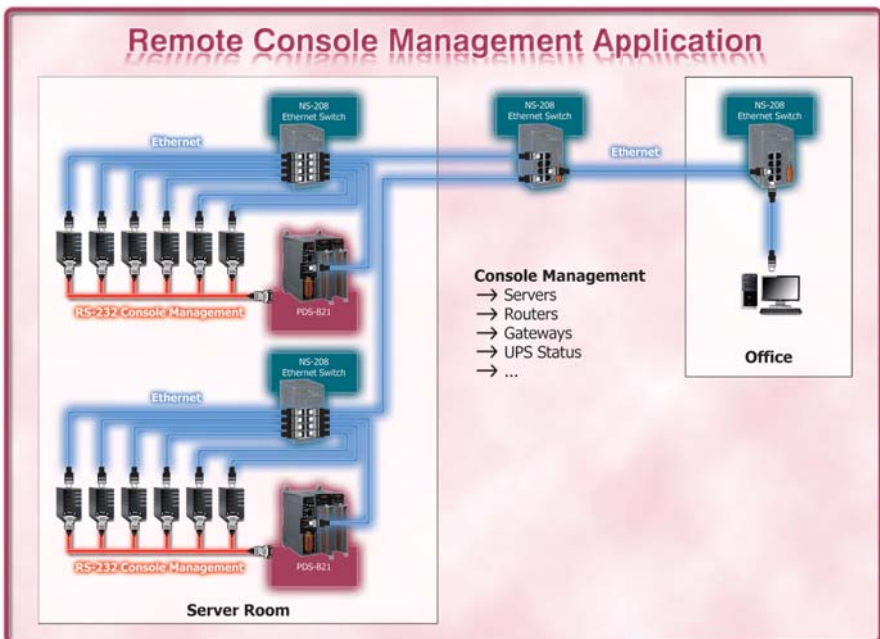 Remote Console Management Application
NS-208
Ethernet Switch
Ethernet
RS-232 Console Management
PDS-821
NS-208
Ethernet Switch
Ethernet
RS-232 Console Management
PDS-821
Server Room
NS-208
Ethernet Switch
Ethernet
Console Management
→ Servers
→ Routers
→ Gateways
→ UPS Status
→ ...
NS-208
Ethernet Switch
Office